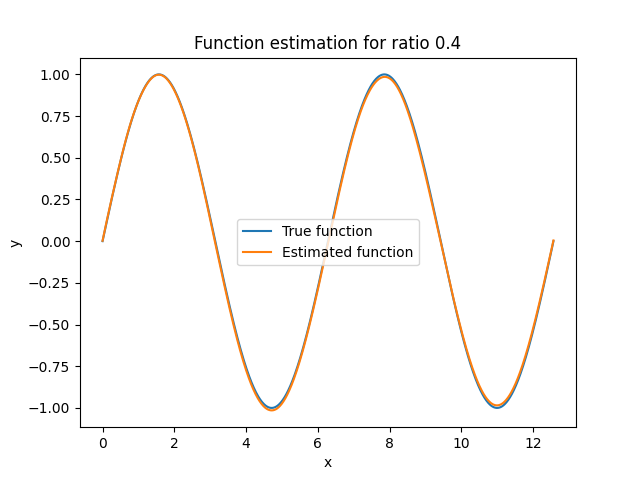 Function estimation for ratio 0.4
1.00
0.75
0.50
0.25
0.00
−0.25
−0.50
−0.75
−1.00
y
True function
Estimated function
0 2 4 6 8 10 12
x